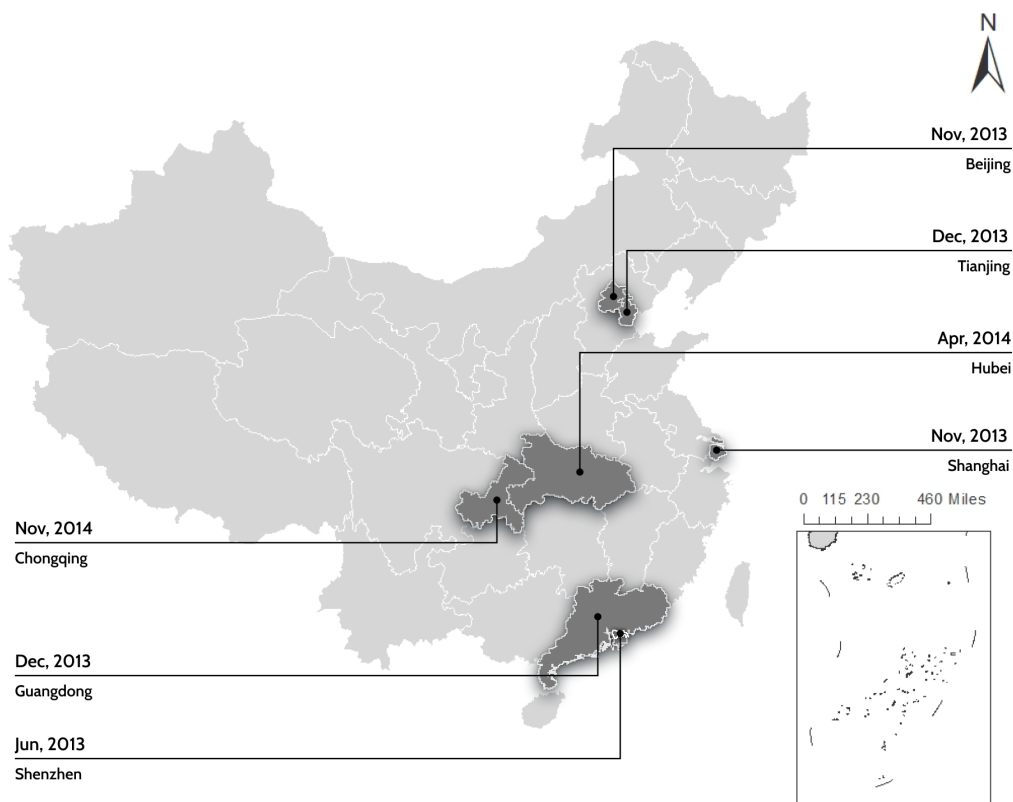 N
Nov, 2013
Beijing
Dec, 2013
Tianjing
Apr, 2014
Hubei
Nov, 2013
Shanghai
0 115 230 460 Miles
Nov, 2014
Chongqing
Dec, 2013
Guangdong
Jun, 2013
Shenzhen